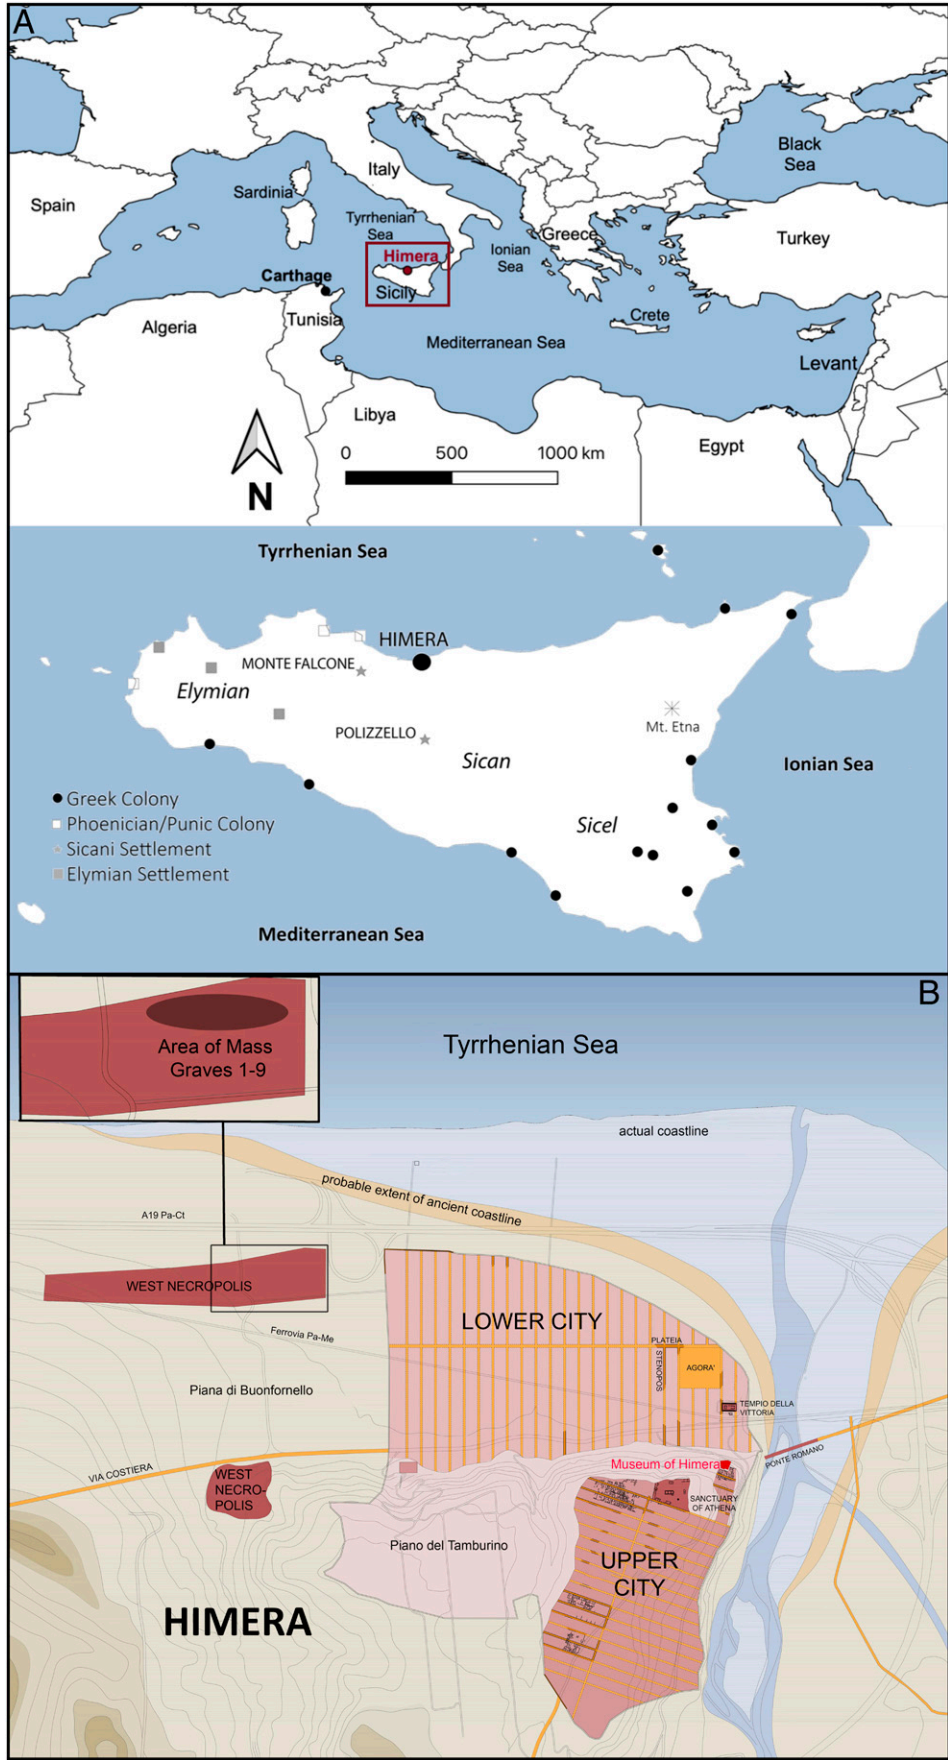 A
Black
Sea
Italy
Spain
Sardinia
Tyrrhenian
Sea
Greece
Turkey
Ionian
Sea
Himera
Carthage
Sicily
Tunisia
Crete
Algeria
Mediterranean Sea
Levant
Libya
Egypt
N
0 500 1000 km
Tyrrhenian Sea
HIMERA
MONTE FALCONE
Elymian
POLIZZELLO
Mt. Etna
Sican
Ionian Sea
Greek Colony
Phoenician/Punic Colony
Sicani Settlement
Elymian Settlement
Sicel
Mediterranean Sea
B
Area of Mass
Graves 1-9
Tyrrhenian Sea
actual coastline
probable extent of ancient coastline
A19 Pa-Ct
WEST NECROPOLIS
LOWER CITY
Ferrovia Pa-Me
PLATEIA
STENOPOS
AGORA'
Piana di Buonfornello
TEMPIO DELLA
VITTORIA
PONTE ROMANO
VIA COSTIERA
WEST
NECRO-
POLIS
Museum of Himera
SANCTUARY
OF ATHENA
Piano del Tamburino
UPPER
CITY
HIMERA